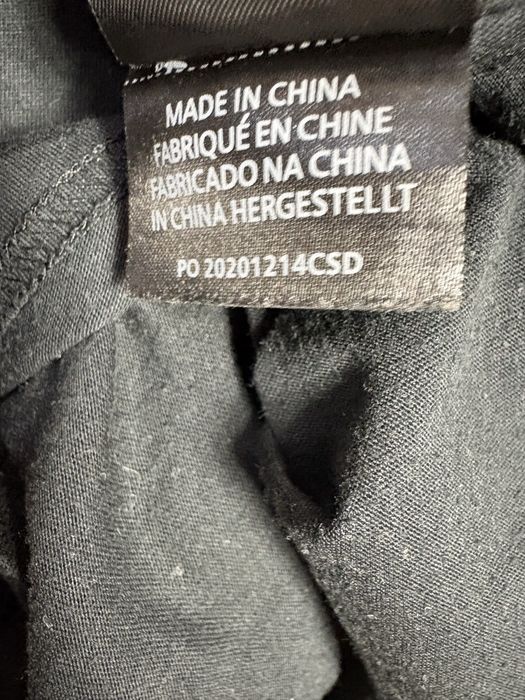 MADE IN CHINA
FABRIQUÉ EN CHINE
FABRICADO NA CHINA
IN CHINA HERGESTELLT
PO 20201214CSD